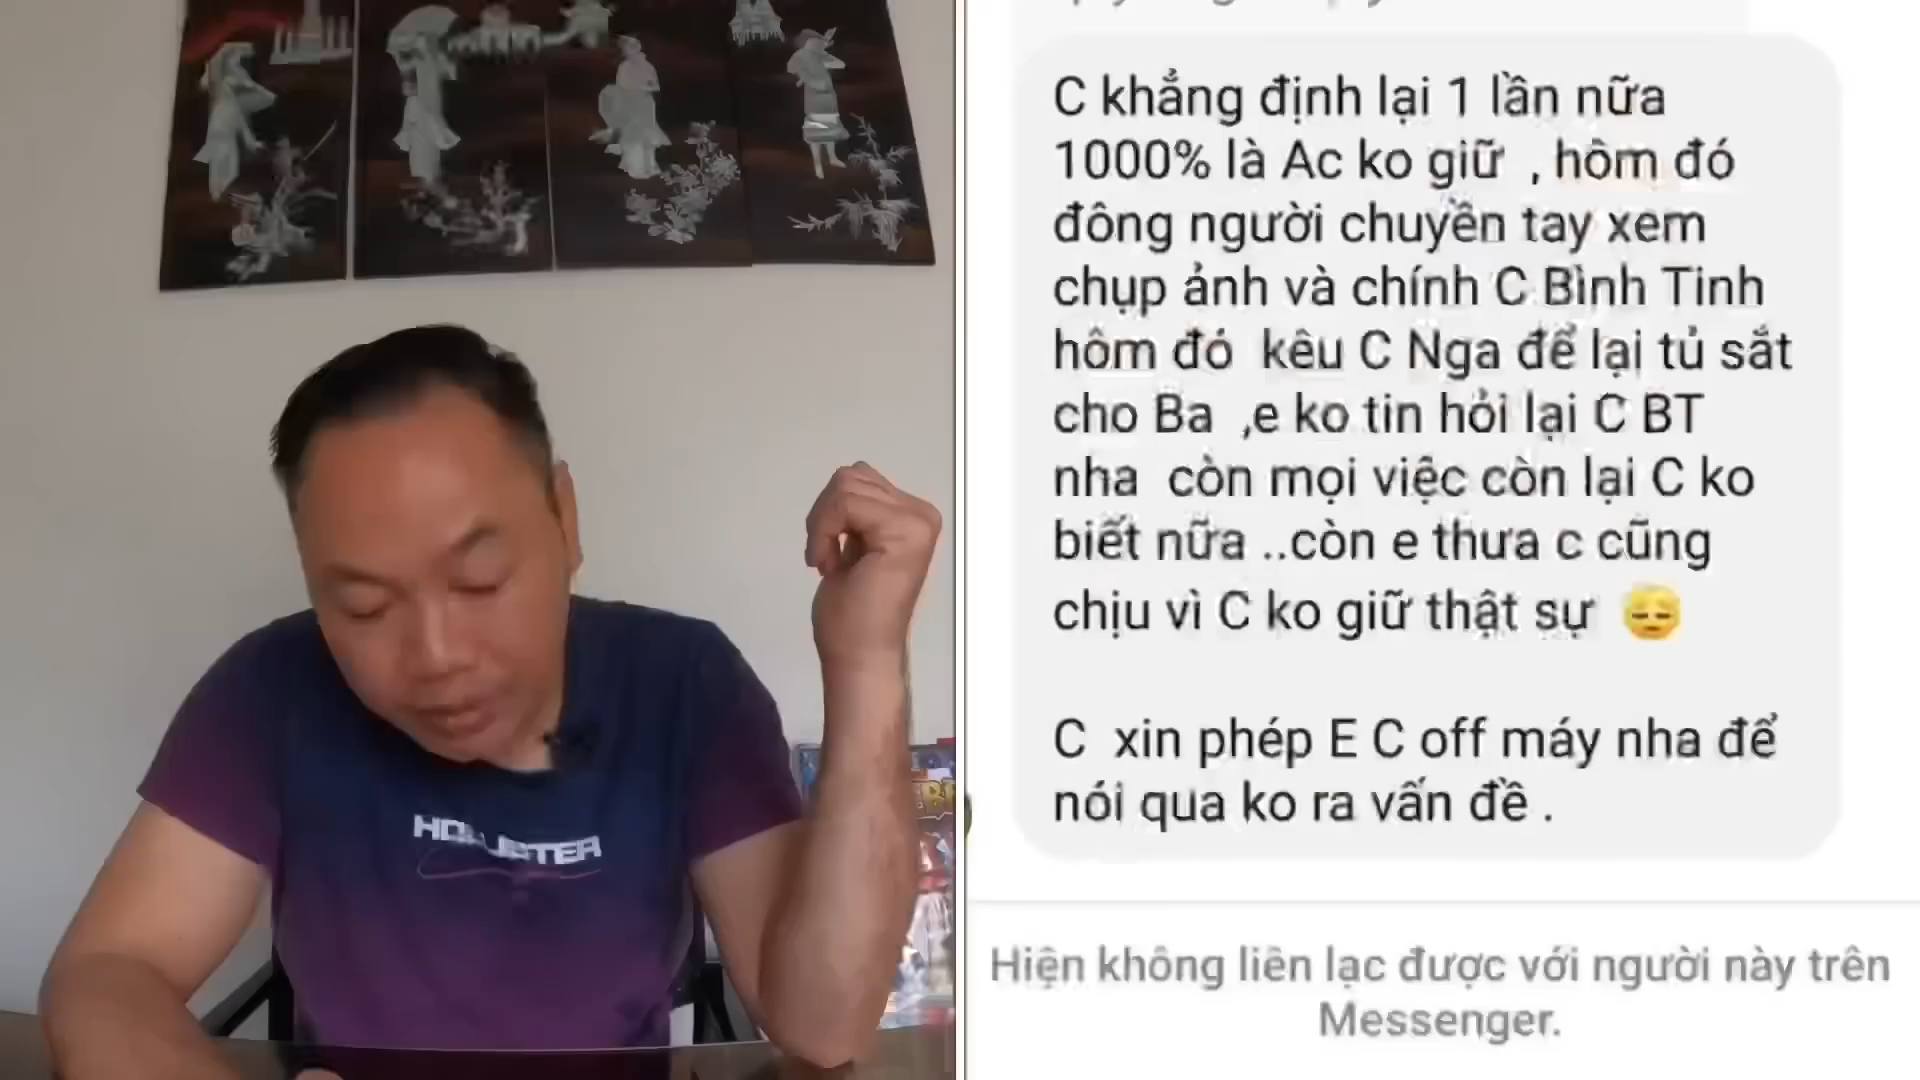 C khẳng định lại 1 lần nữa
1000% là Ac ko giữ , hôm đó
đông người chuyền tay xem
chụp ảnh và chính C Bình Tinh
hôm đó kêu C Nga để lại tủ sắt
cho Ba ,e ko tin hỏi lại C BT
nha còn mọi việc còn lại C ko
biết nữa ..còn e thưa c cũng
chịu vì C ko giữ thật sự 😔
C xin phép E C off máy nha để
nói qua ko ra vấn đề .
Hiện không liên lạc được với người này trên
Messenger.
HOLLISTER